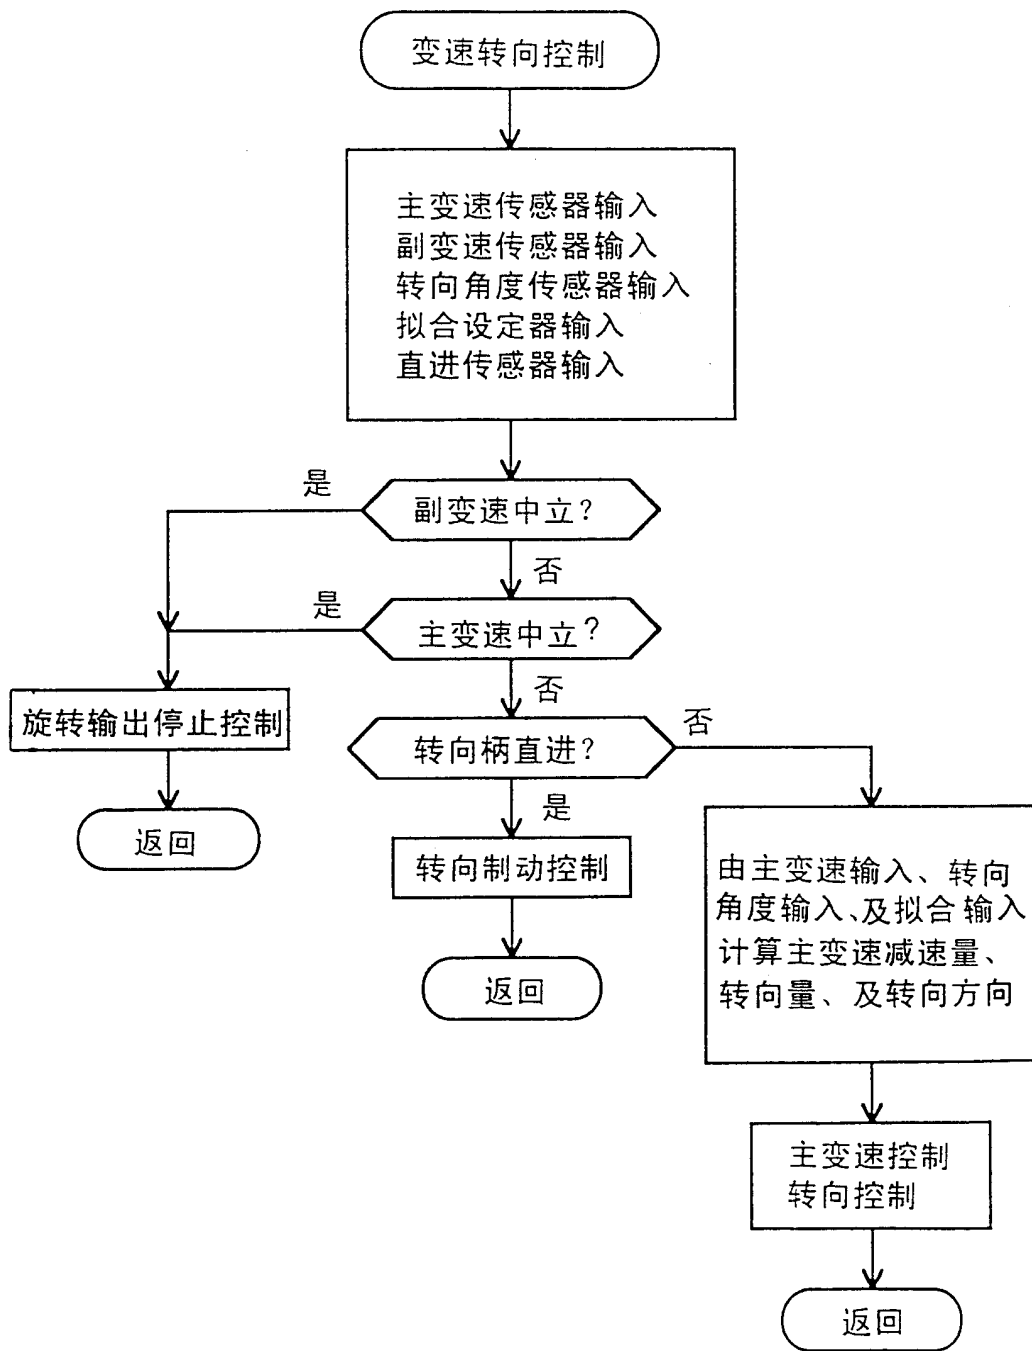 变速转向控制
主变速传感器输入
副变速传感器输入
转向角度传感器输入
拟合设定器输入
直进传感器输入
是
副变速中立？
否
是
主变速中立？
否
旋转输出停止控制
转向柄直进？
否
是
返回
转向制动控制
由主变速输入、转向
角度输入、及拟合输入
计算主变速减速量、
转向量、及转向方向
返回
主变速控制
转向控制
返回